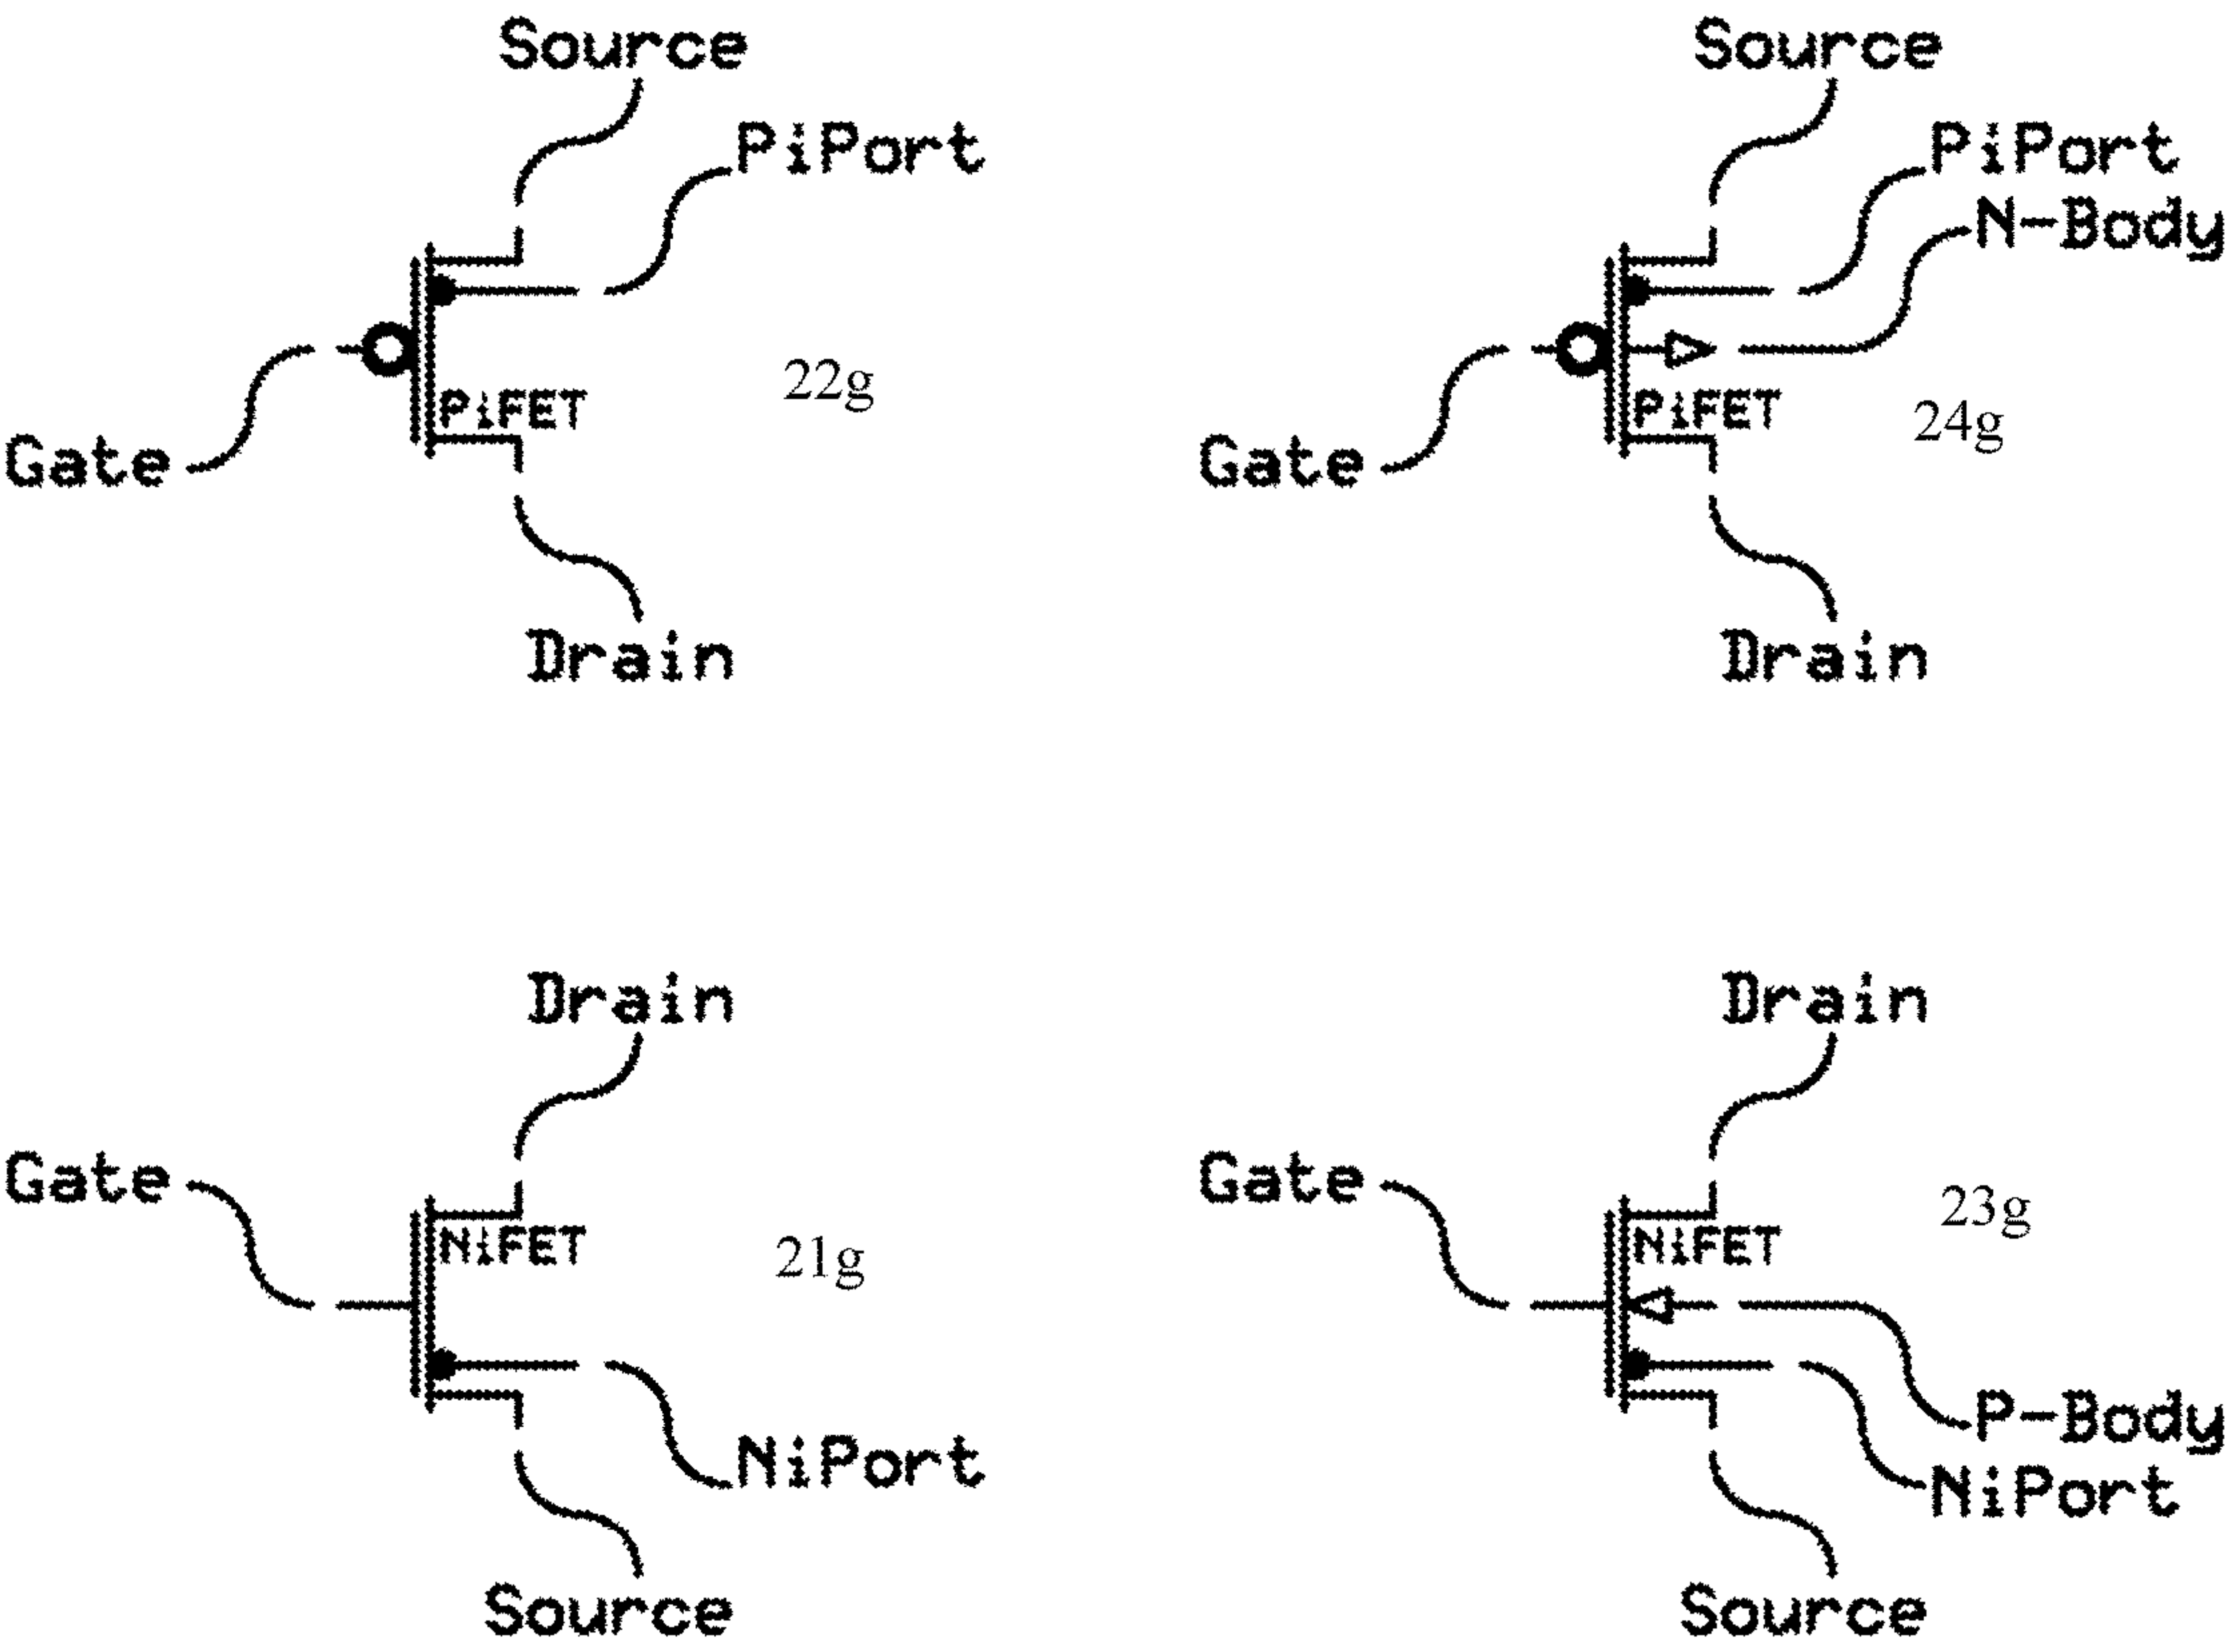 Source
PiPort
PiFET
22g
Gate
Drain
Source
PiPort
N-Body
PiFET
24g
Gate
Drain
Drain
Gate
NiFET
21g
NiPort
Source
Drain
Gate
NiFET
23g
P-Body
NiPort
Source